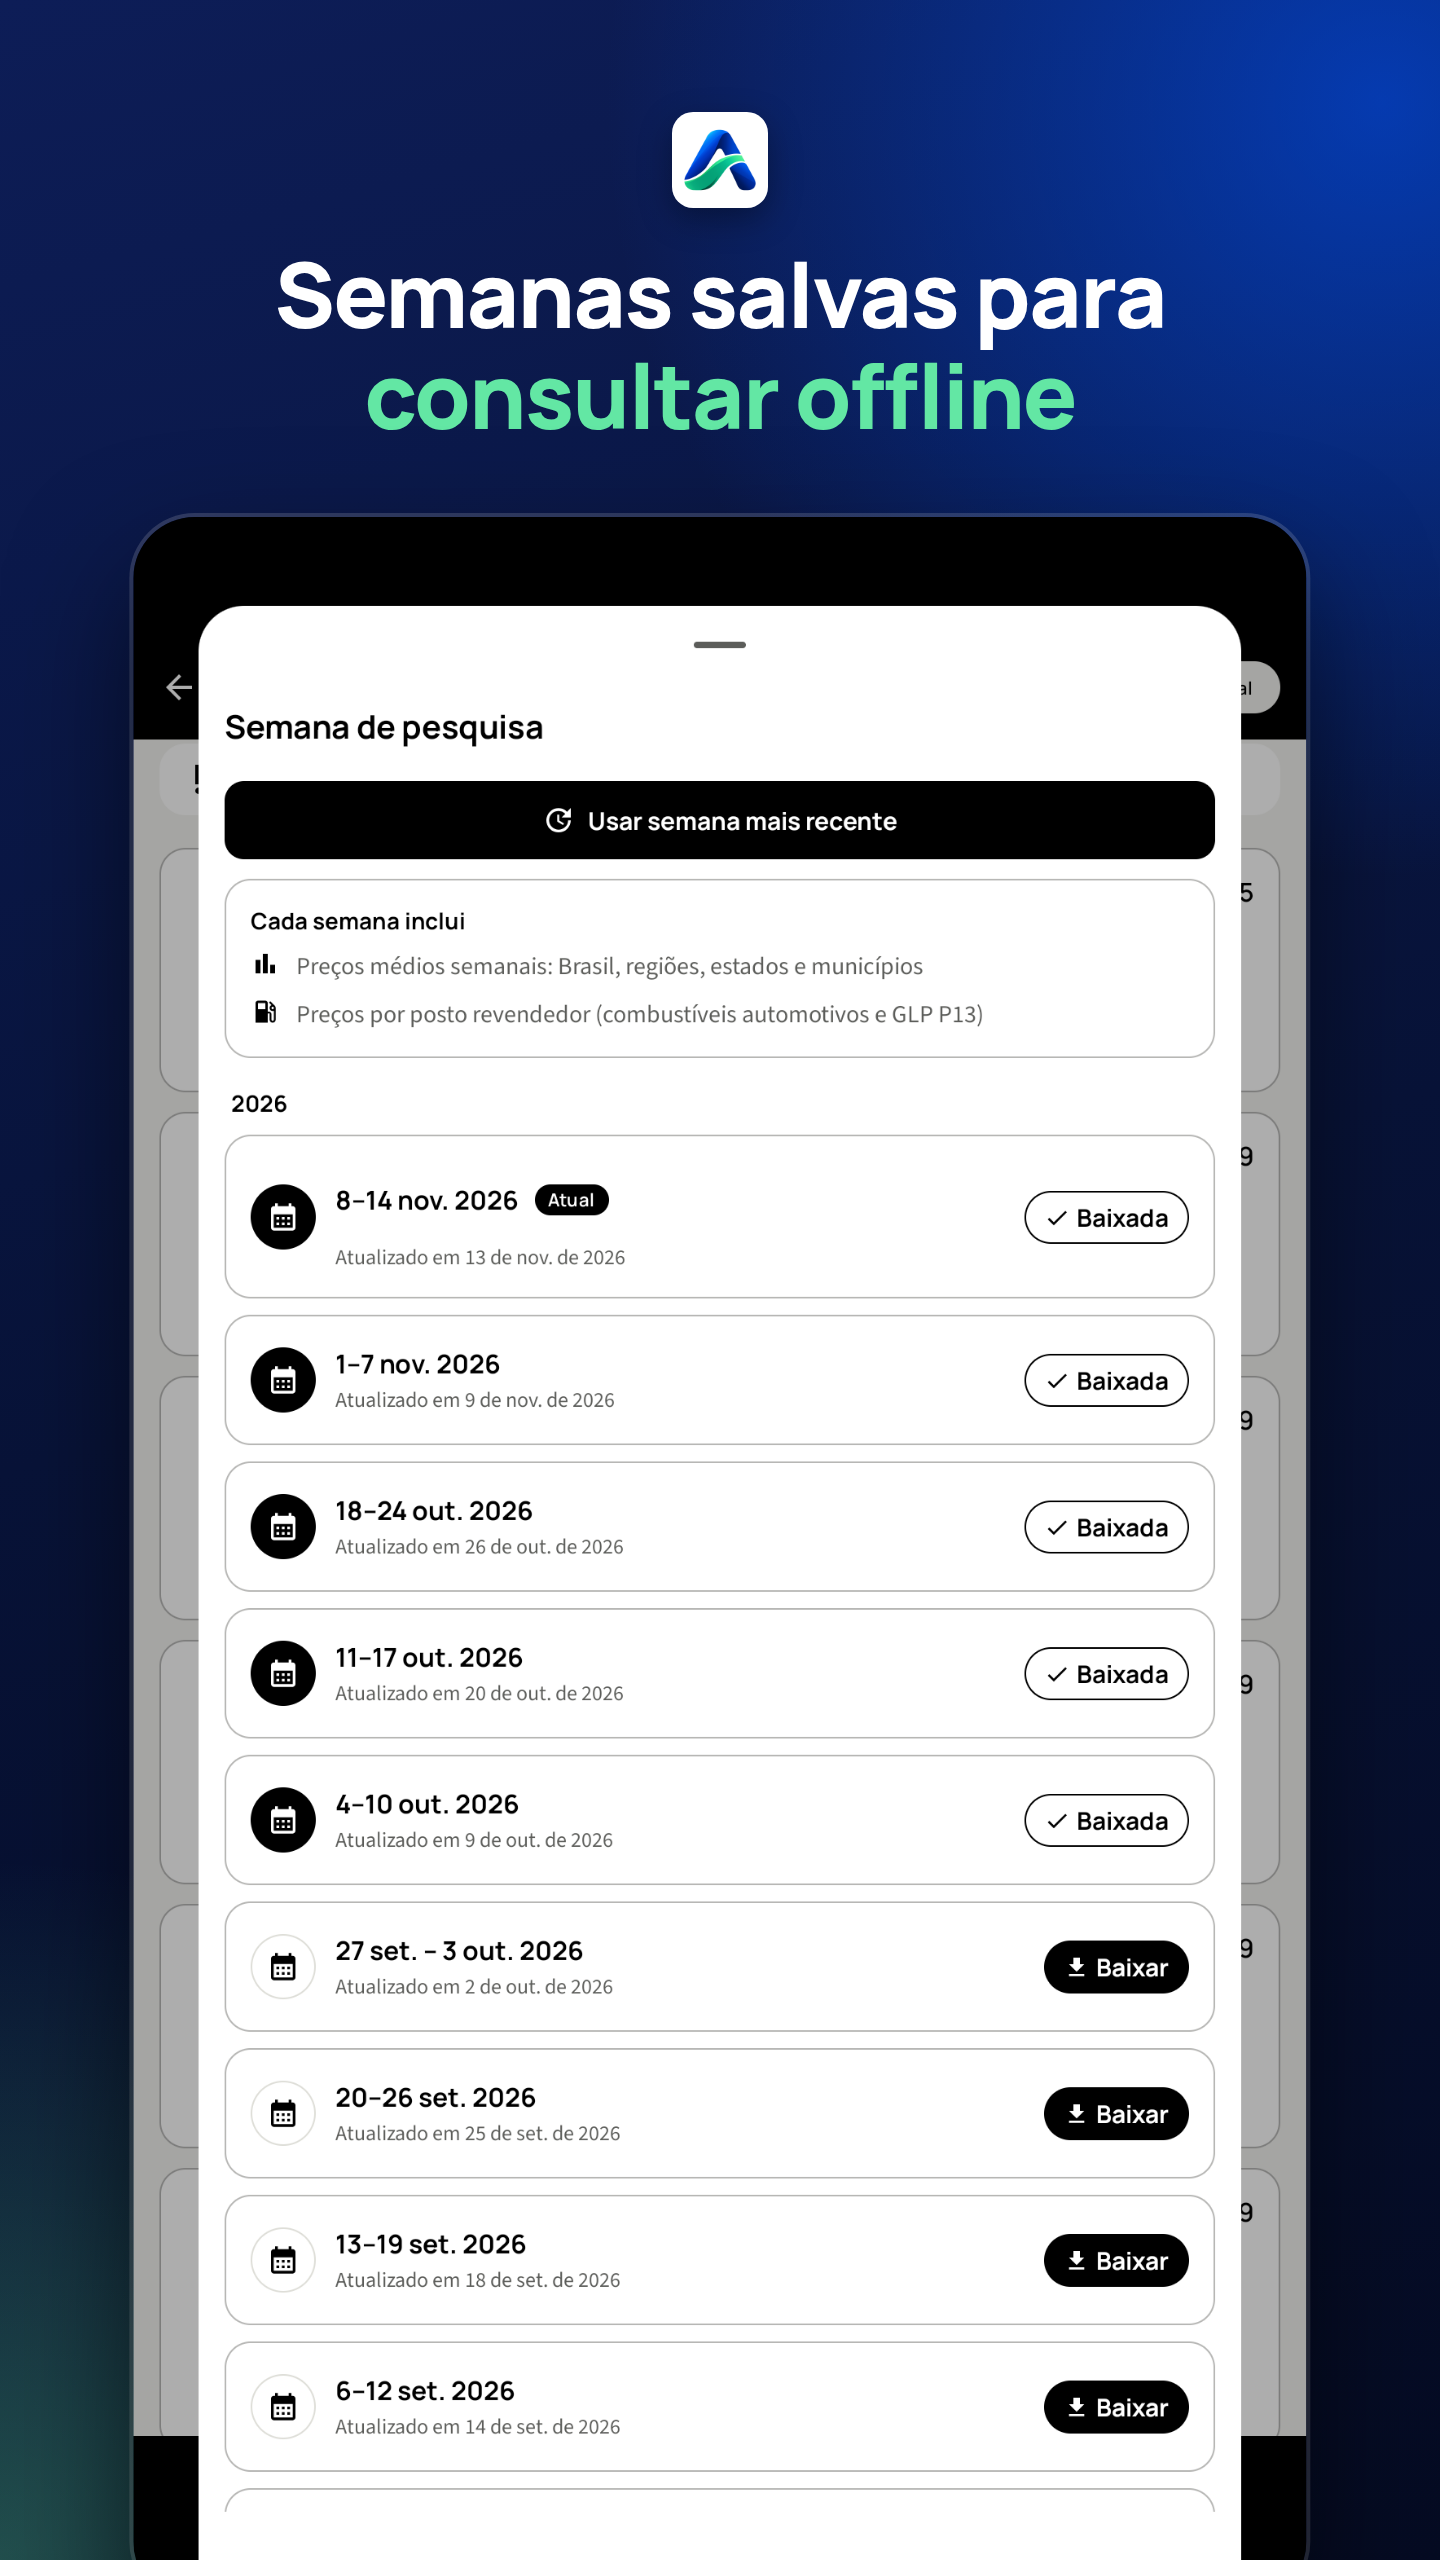 Semanas salvas para
consultar offline
al
Semana de pesquisa
Usar semana mais recente
Cada semana inclui
Preços médios semanais: Brasil, regiões, estados e municípios
Preços por posto revendedor (combustíveis automotivos e GLP P13)
5
2026
9
8–14 nov. 2026 Atual
Atualizado em 13 de nov. de 2026
Baixada
1–7 nov. 2026
Atualizado em 9 de nov. de 2026
Baixada
9
18–24 out. 2026
Atualizado em 26 de out. de 2026
Baixada
11–17 out. 2026
Atualizado em 20 de out. de 2026
Baixada
9
4–10 out. 2026
Atualizado em 9 de out. de 2026
Baixada
27 set. – 3 out. 2026
Atualizado em 2 de out. de 2026
Baixar
9
20–26 set. 2026
Atualizado em 25 de set. de 2026
Baixar
13–19 set. 2026
Atualizado em 18 de set. de 2026
Baixar
9
6–12 set. 2026
Atualizado em 14 de set. de 2026
Baixar